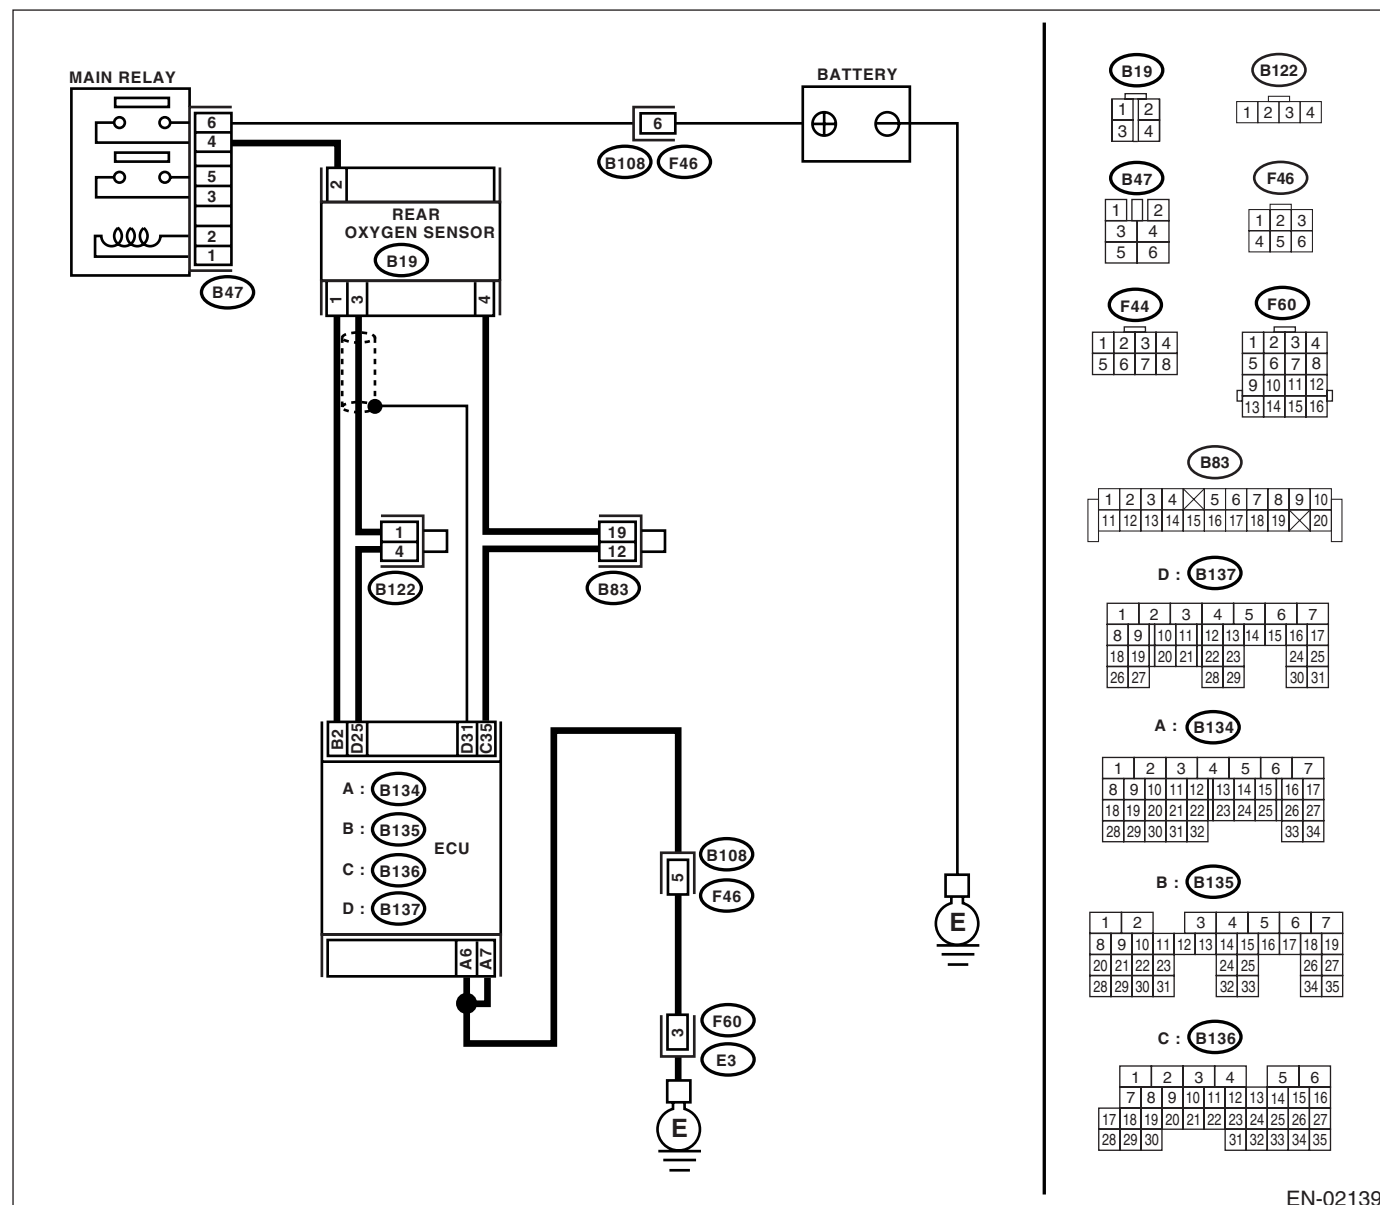 MAIN RELAY
6
4
5
3
2
1
B47
2
REAR
OXYGEN SENSOR
B19
1 3 4
6
B108 F46
BATTERY
1
4
B122
19
12
B83
B2 D25 D31 C35
A : B134
B : B135
ECU
C : B136
D : B137
A6 A7
5
B108
F46
3
F60
E3
E
E
B19
1 2
3 4
B122
1 2 3 4
B47
1 2
3 4
5 6
F46
1 2 3
4 5 6
F44
1 2 3 4
5 6 7 8
F60
1 2 3 4
5 6 7 8
9 10 11 12
13 14 15 16
B83
1 2 3 4 5 6 7 8 9 10
11 12 13 14 15 16 17 18 19 20
D : B137
1 2 3 4 5 6 7
8 9 10 11 12 13 14 15 16 17
18 19 20 21 22 23 24 25
26 27 28 29 30 31
A : B134
1 2 3 4 5 6 7
8 9 10 11 12 13 14 15 16 17
18 19 20 21 22 23 24 25 26 27
28 29 30 31 32 33 34
B : B135
1 2 3 4 5 6 7
8 9 10 11 12 13 14 15 16 17 18 19
20 21 22 23 24 25 26 27
28 29 30 31 32 33 34 35
C : B136
1 2 3 4 5 6
7 8 9 10 11 12 13 14 15 16
17 18 19 20 21 22 23 24 25 26 27
28 29 30 31 32 33 34 35
EN-02139